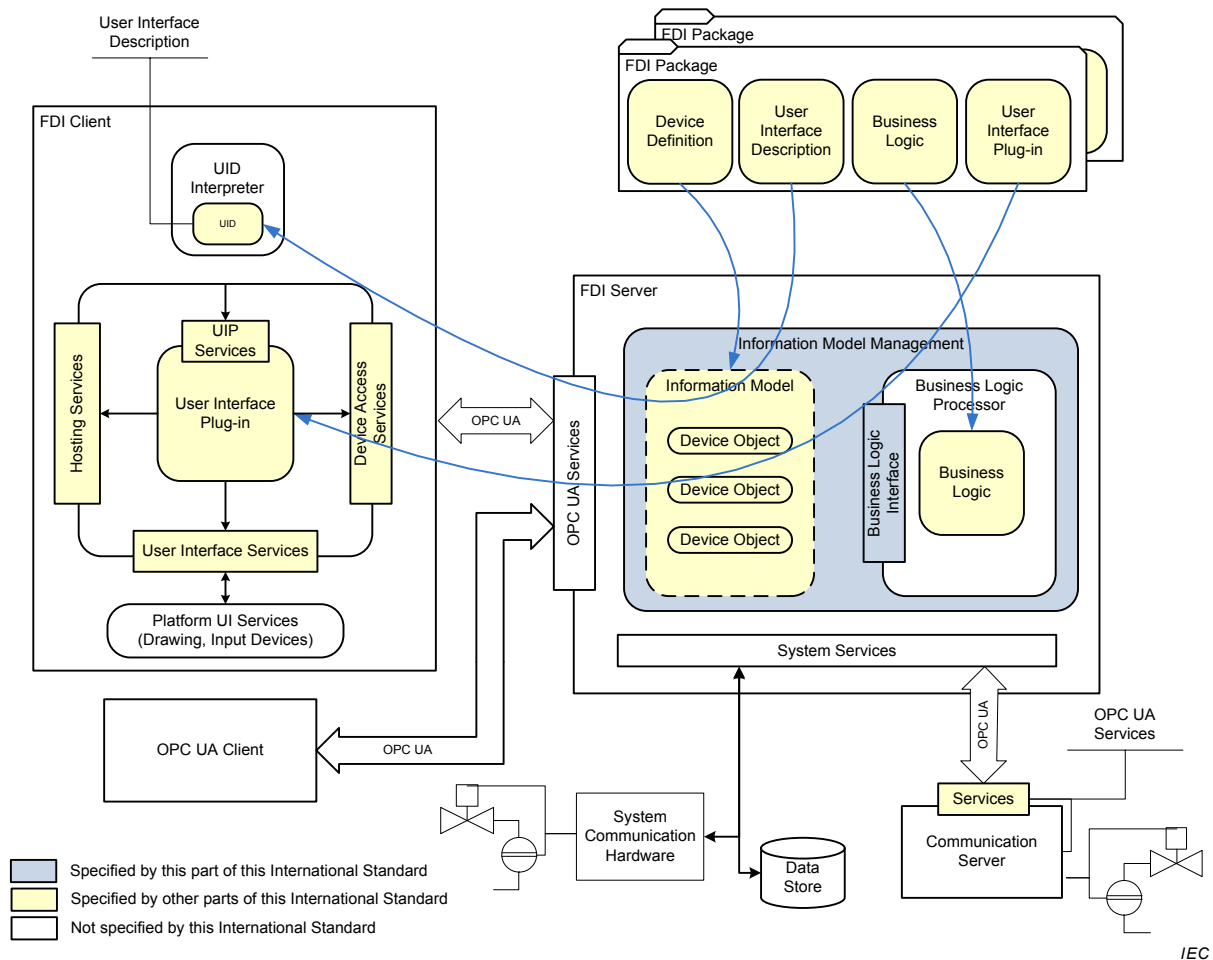 User Interface
Description
FDI Package
FDI Package
Device
Definition
User
Interface
Description
Business
Logic
User
Interface
Plug-in
FDI Client
UID
Interpreter
UID
UIP
Services
Hosting Services
User Interface
Plug-in
Device Access
Services
User Interface Services
Platform UI Services
(Drawing, Input Devices)
OPC UA
FDI Server
OPC UA Services
Information Model Management
Information Model
Device Object
Device Object
Device Object
Business Logic
Processor
Business Logic
Interface
Business
Logic
System Services
OPC UA Client
OPC UA
OPC UA
OPC UA
Services
System
Communication
Hardware
Data
Store
Services
Communication
Server
Specified by this part of this International Standard
Specified by other parts of this International Standard
Not specified by this International Standard
IEC